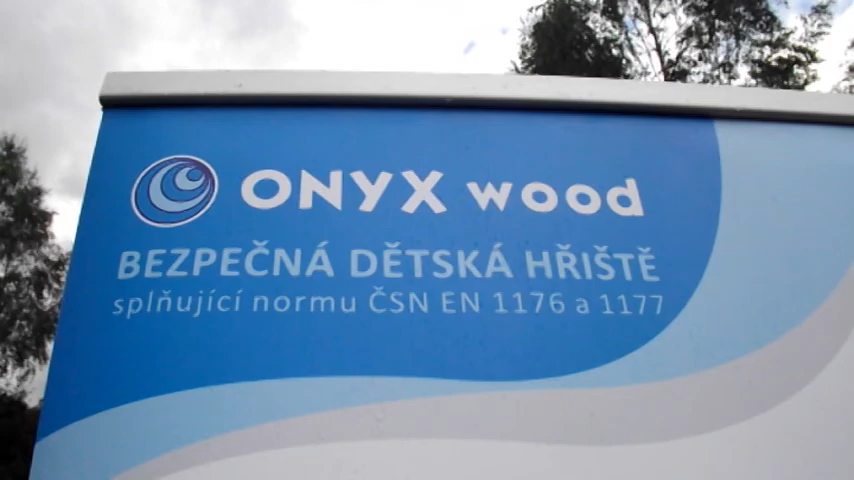 ONYX wood
BEZPEČNÁ DĚTSKÁ HŘIŠTĚ
splňující normu ČSN EN 1176 a 1177